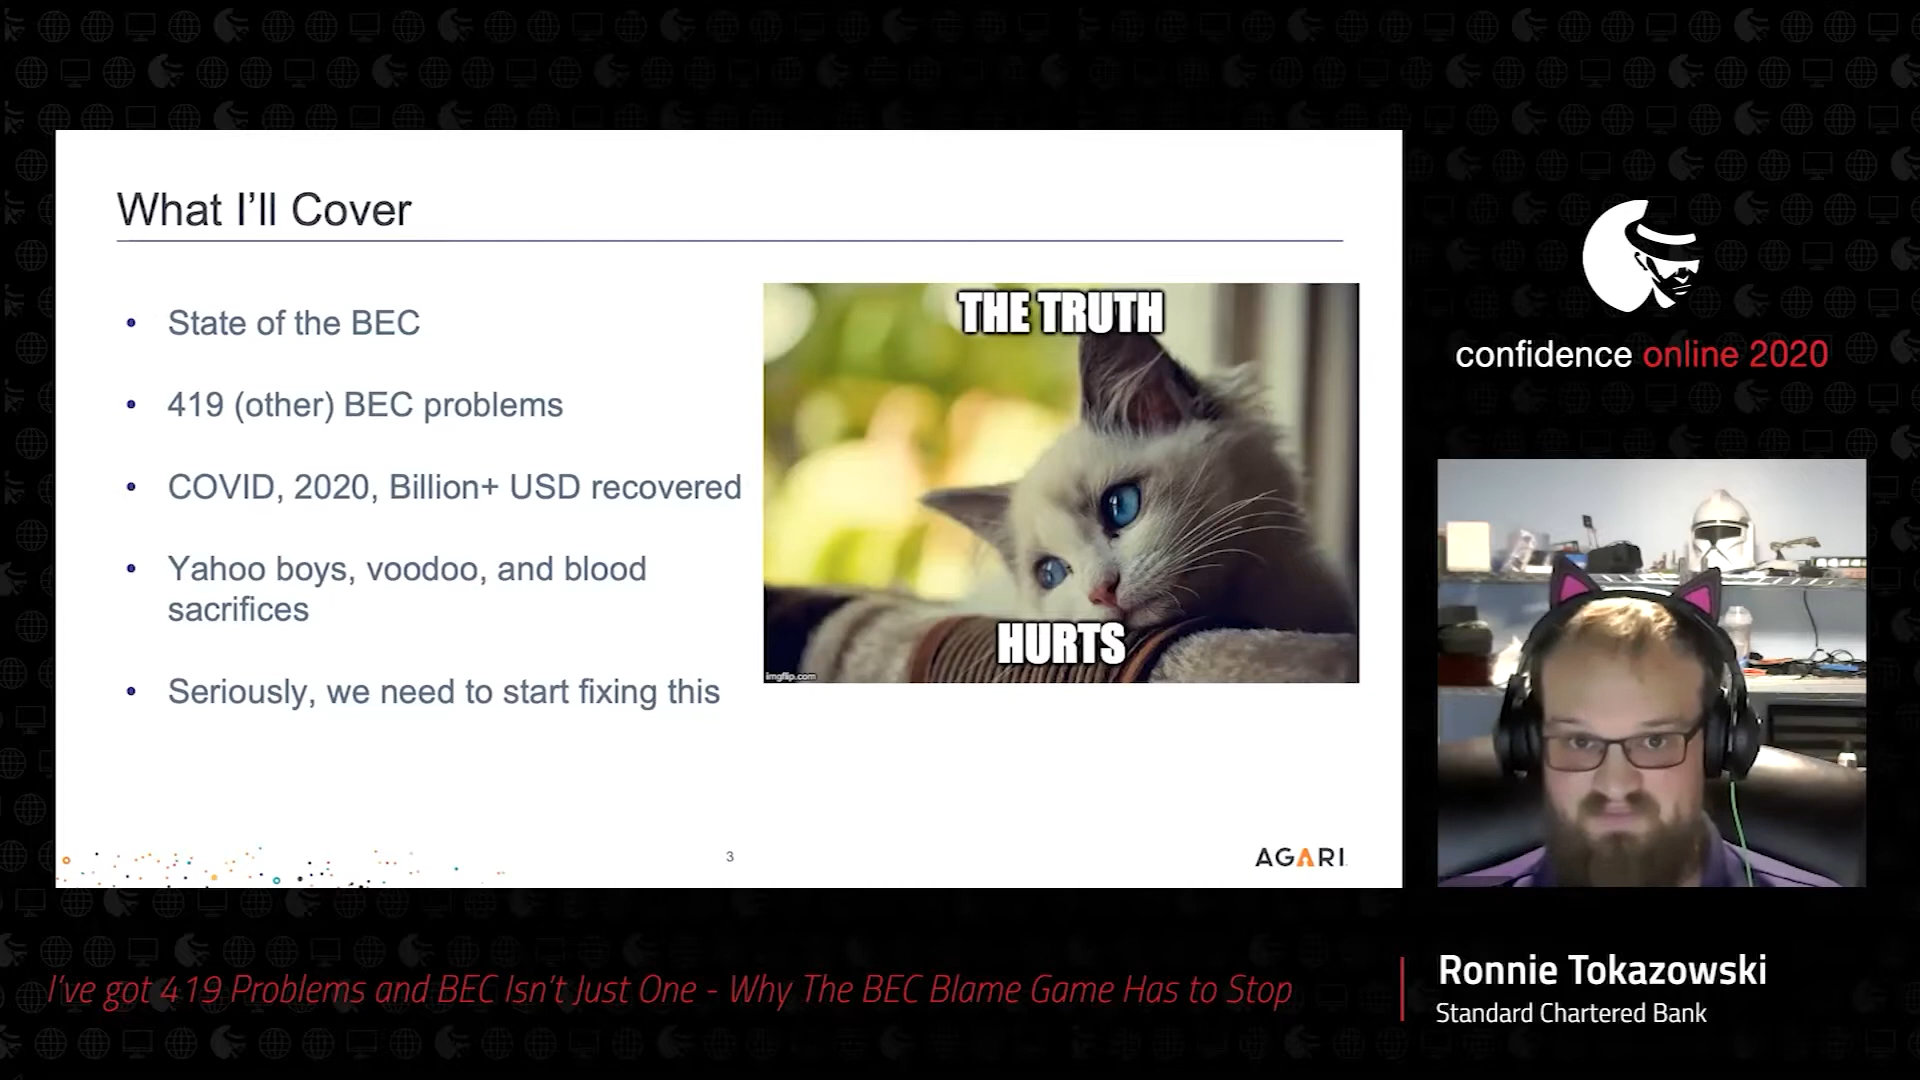 What I'll Cover
• State of the BEC
• 419 (other) BEC problems
• COVID, 2020, Billion+ USD recovered
• Yahoo boys, voodoo, and blood
sacrifices
• Seriously, we need to start fixing this
THE TRUTH
HURTS
imgflip.com
3
AGARI
confidence online 2020
I've got 419 Problems and BEC Isn't Just One - Why The BEC Blame Game Has to Stop
Ronnie Tokazowski
Standard Chartered Bank